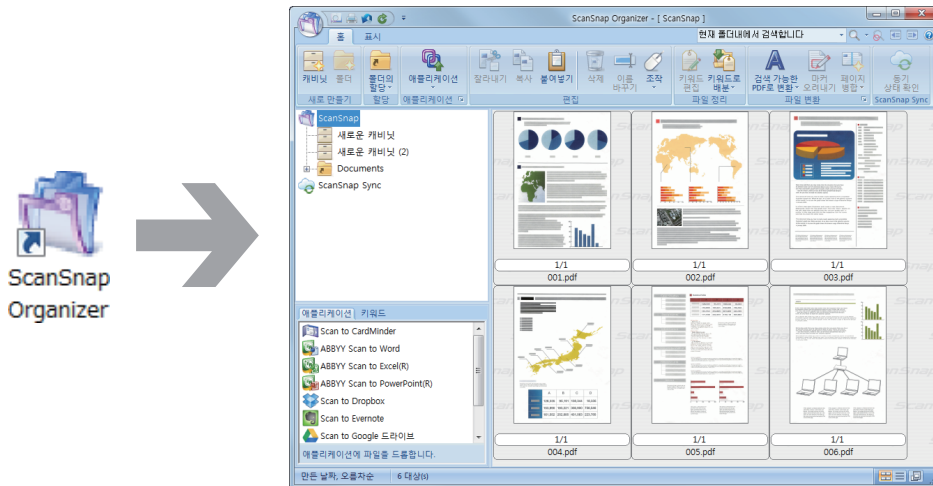 ScanSnap
Organizer
ScanSnap Organizer - [ ScanSnap ]
홈
표시
현재 폴더내에서 검색합니다
캐비닛
폴더
폴더의
할당
애플리케이션
잘라내기
복사
붙여넣기
삭제
이름
바꾸기
조작
키워드
편집
키워드로
배분
검색 가능한
PDF로 변환
마커
오려내기
페이지
병합
동기
상태 확인
새로 만들기
할당
애플리케이션
편집
파일 정리
파일 변환
ScanSnap Sync
ScanSnap
새로운 캐비닛
새로운 캐비닛 (2)
Documents
ScanSnap Sync
애플리케이션
키워드
Scan to CardMinder
ABBYY Scan to Word
ABBYY Scan to Excel(R)
ABBYY Scan to PowerPoint(R)
Scan to Dropbox
Scan to Evernote
Scan to Google 드라이브
애플리케이션에 파일을 드롭합니다.
1/1
001.pdf
1/1
002.pdf
1/1
003.pdf
1/1
004.pdf
1/1
005.pdf
1/1
006.pdf
만든 날짜, 오름차순
6 대상(s)